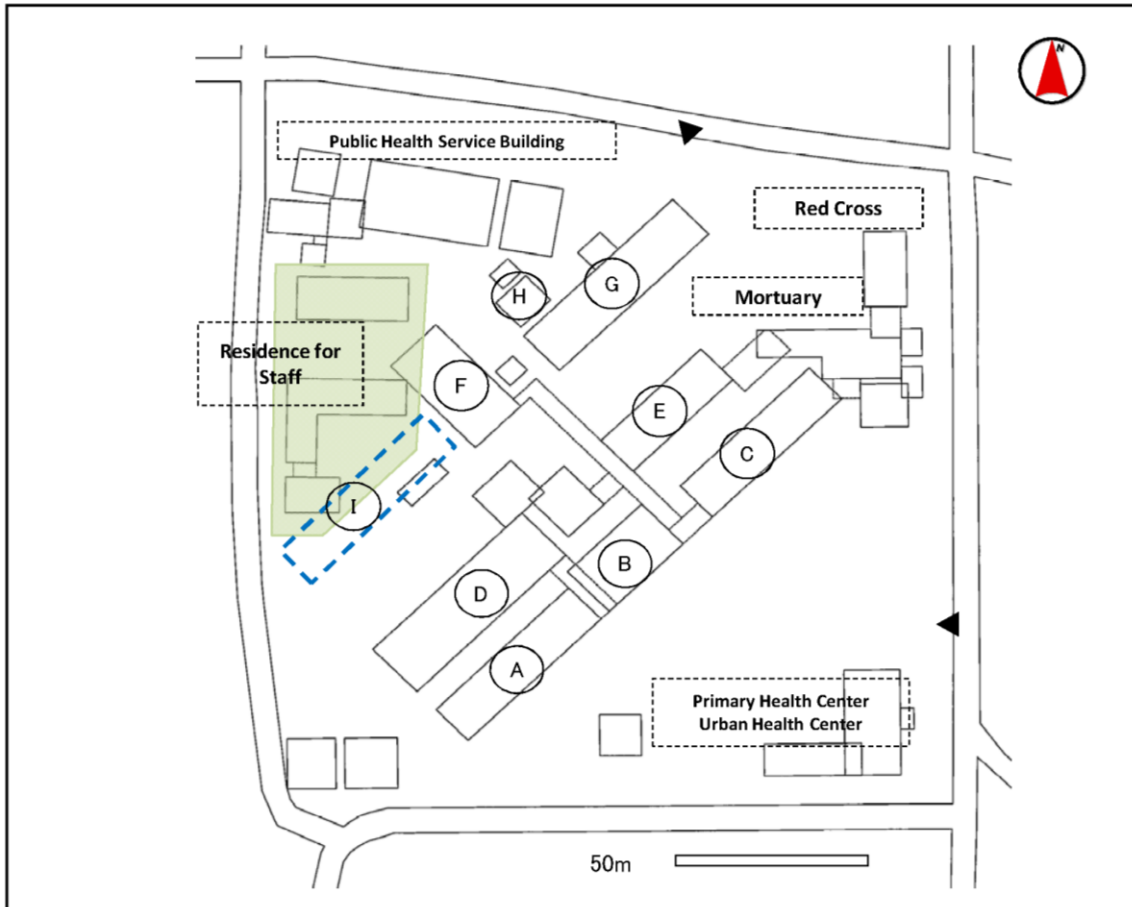 N
Public Health Service Building
Red Cross
Mortuary
Residence for
Staff
H
G
F
E
C
I
B
D
A
Primary Health Center
Urban Health Center
50m